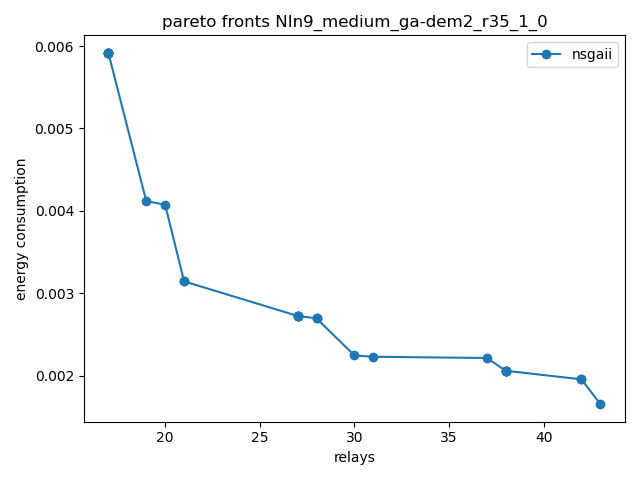 pareto fronts NIn9_medium_ga-dem2_r35_1_0
nsgaii
energy consumption
0.006
0.005
0.004
0.003
0.002
20 25 30 35 40
relays